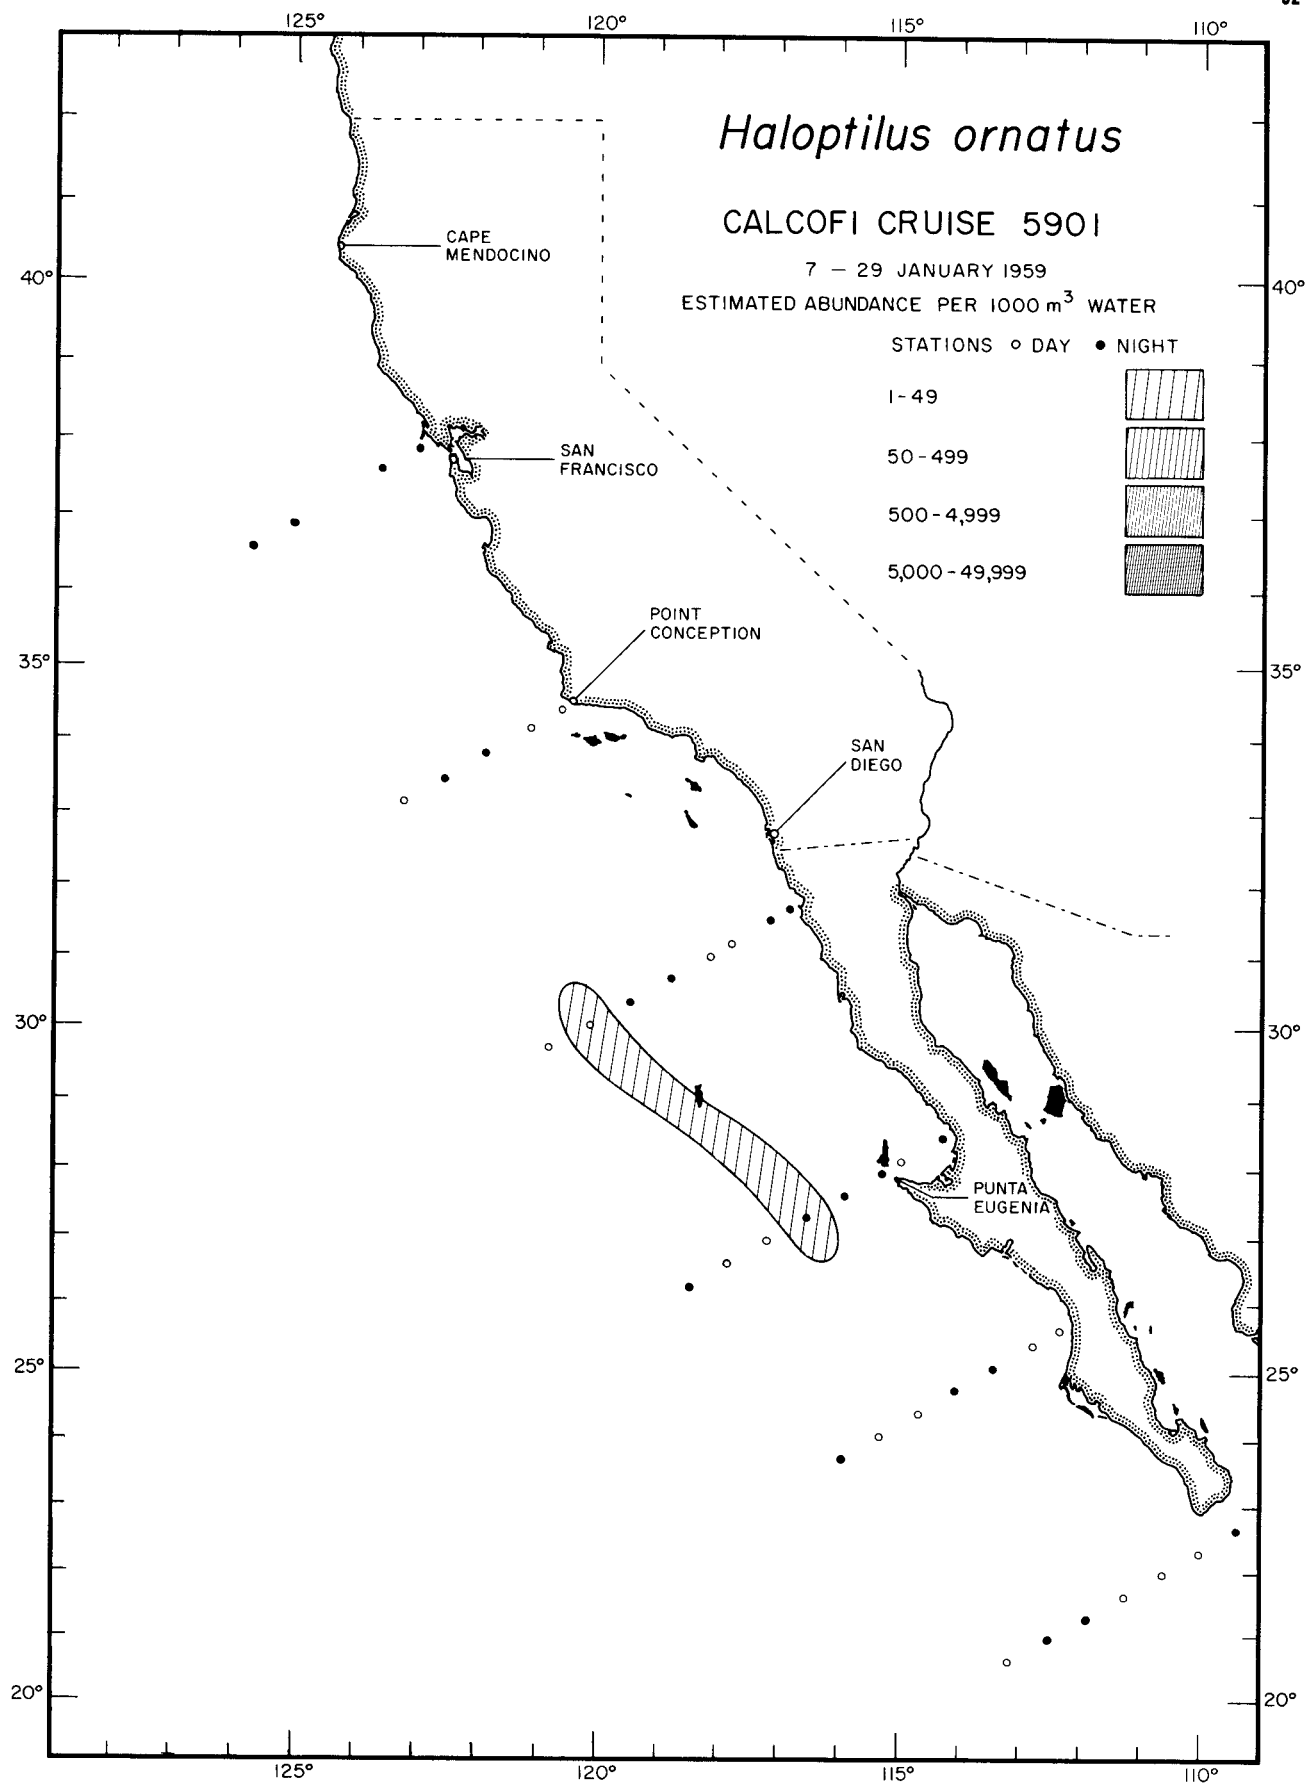 125° 120° 115° 110°
Haloptilus ornatus
CALCOFI CRUISE 5901
7 – 29 JANUARY 1959
ESTIMATED ABUNDANCE PER 1000 m³ WATER
STATIONS ○ DAY ● NIGHT
1-49
50-499
500-4,999
5,000-49,999
CAPE
MENDOCINO
40° 40°
SAN
FRANCISCO
POINT
CONCEPTION
35° 35°
SAN
DIEGO
30° 30°
PUNTA
EUGENIA
25° 25°
20° 20°
125° 120° 115° 110°